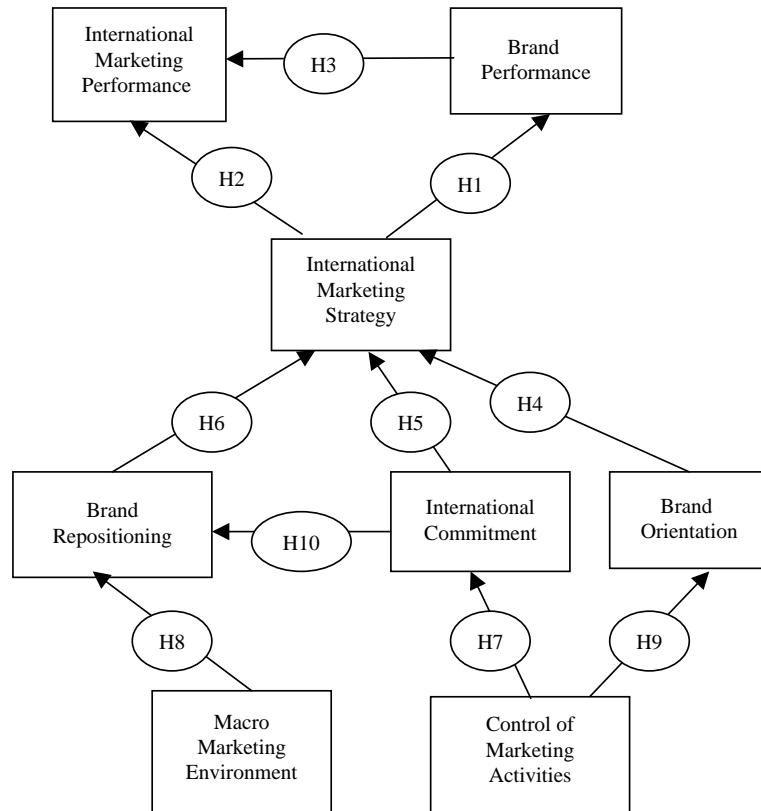 International
Marketing
Performance
H3
Brand
Performance
H2
H1
International
Marketing
Strategy
H6
H5
H4
Brand
Repositioning
H10
International
Commitment
Brand
Orientation
H8
H7
H9
Macro
Marketing
Environment
Control of
Marketing
Activities